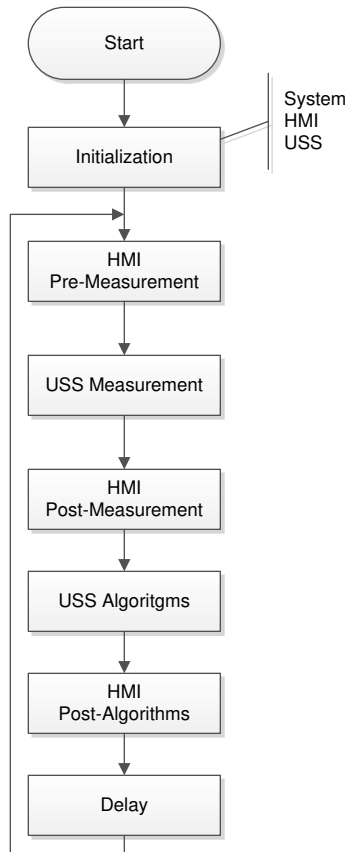 Start
System
HMI
USS
Initialization
HMI
Pre-Measurement
USS Measurement
HMI
Post-Measurement
USS Algoritgms
HMI
Post-Algorithms
Delay